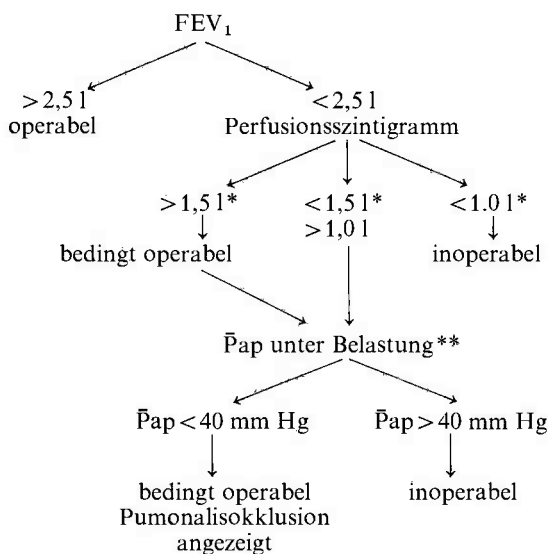 FEV₁
>2,5 l
operabel
<2,5 l
Perfusionsszintigramm
>1,5 l*
<1,5 l*
>1,0 l
<1.0 l*
bedingt operabel
inoperabel
P̄ap unter Belastung**
P̄ap < 40 mm Hg
P̄ap > 40 mm Hg
bedingt operabel
Pumonalisokklusion
angezeigt
inoperabel